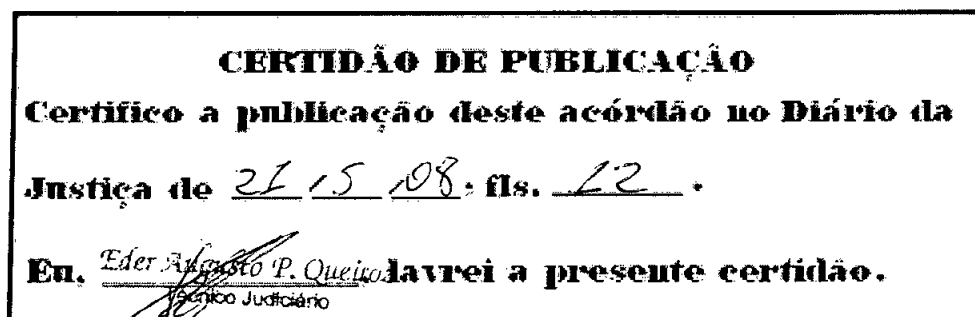 CERTIDÃO DE PUBLICAÇÃO
Certifico a publicação deste acórdão no Diário da
Justiça de 21 / 5 / 08, fls. 12 .
Eu, Eder Augusto P. Queiroz, lavrei a presente certidão.
Técnico Judiciário